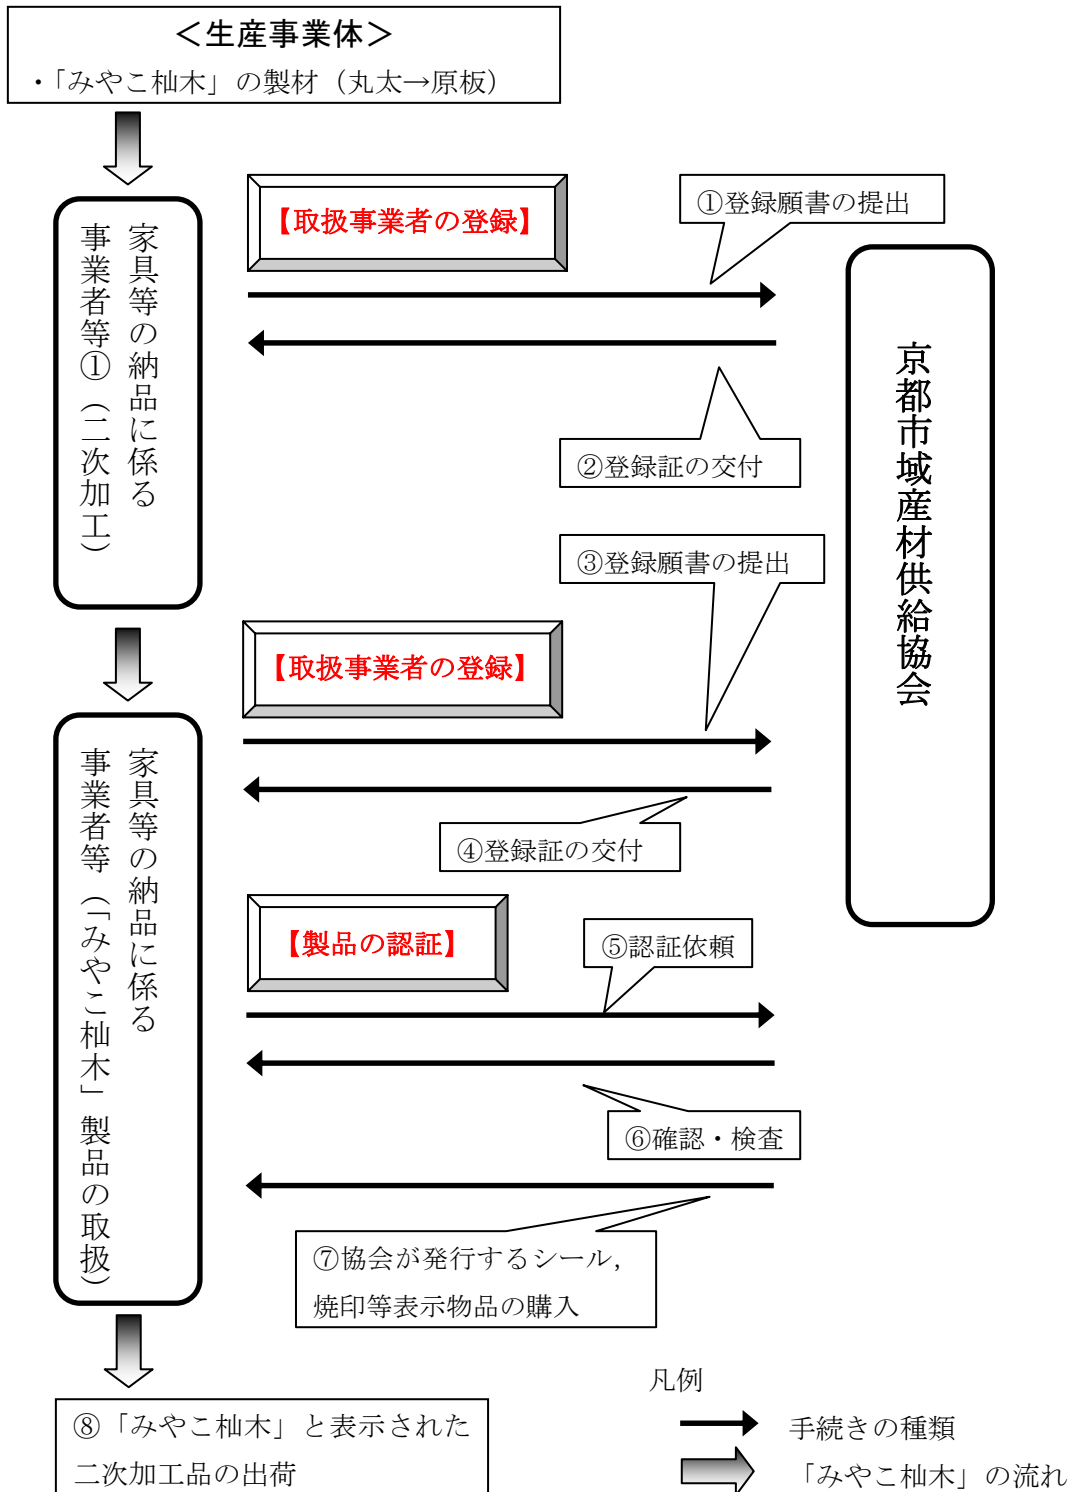 ＜生産事業体＞
・「みやこ杣木」の製材（丸太→原板）
家具等の納品に係る
事業者等①（二次加工）
【取扱事業者の登録】
①登録願書の提出
②登録証の交付
京都市域産材供給協会
③登録願書の提出
【取扱事業者の登録】
④登録証の交付
家具等の納品に係る
事業者等（「みやこ杣木」製品の取扱）
【製品の認証】
⑤認証依頼
⑥確認・検査
⑦協会が発行するシール，
焼印等表示物品の購入
⑧「みやこ杣木」と表示された
二次加工品の出荷
凡例
手続きの種類
「みやこ杣木」の流れ